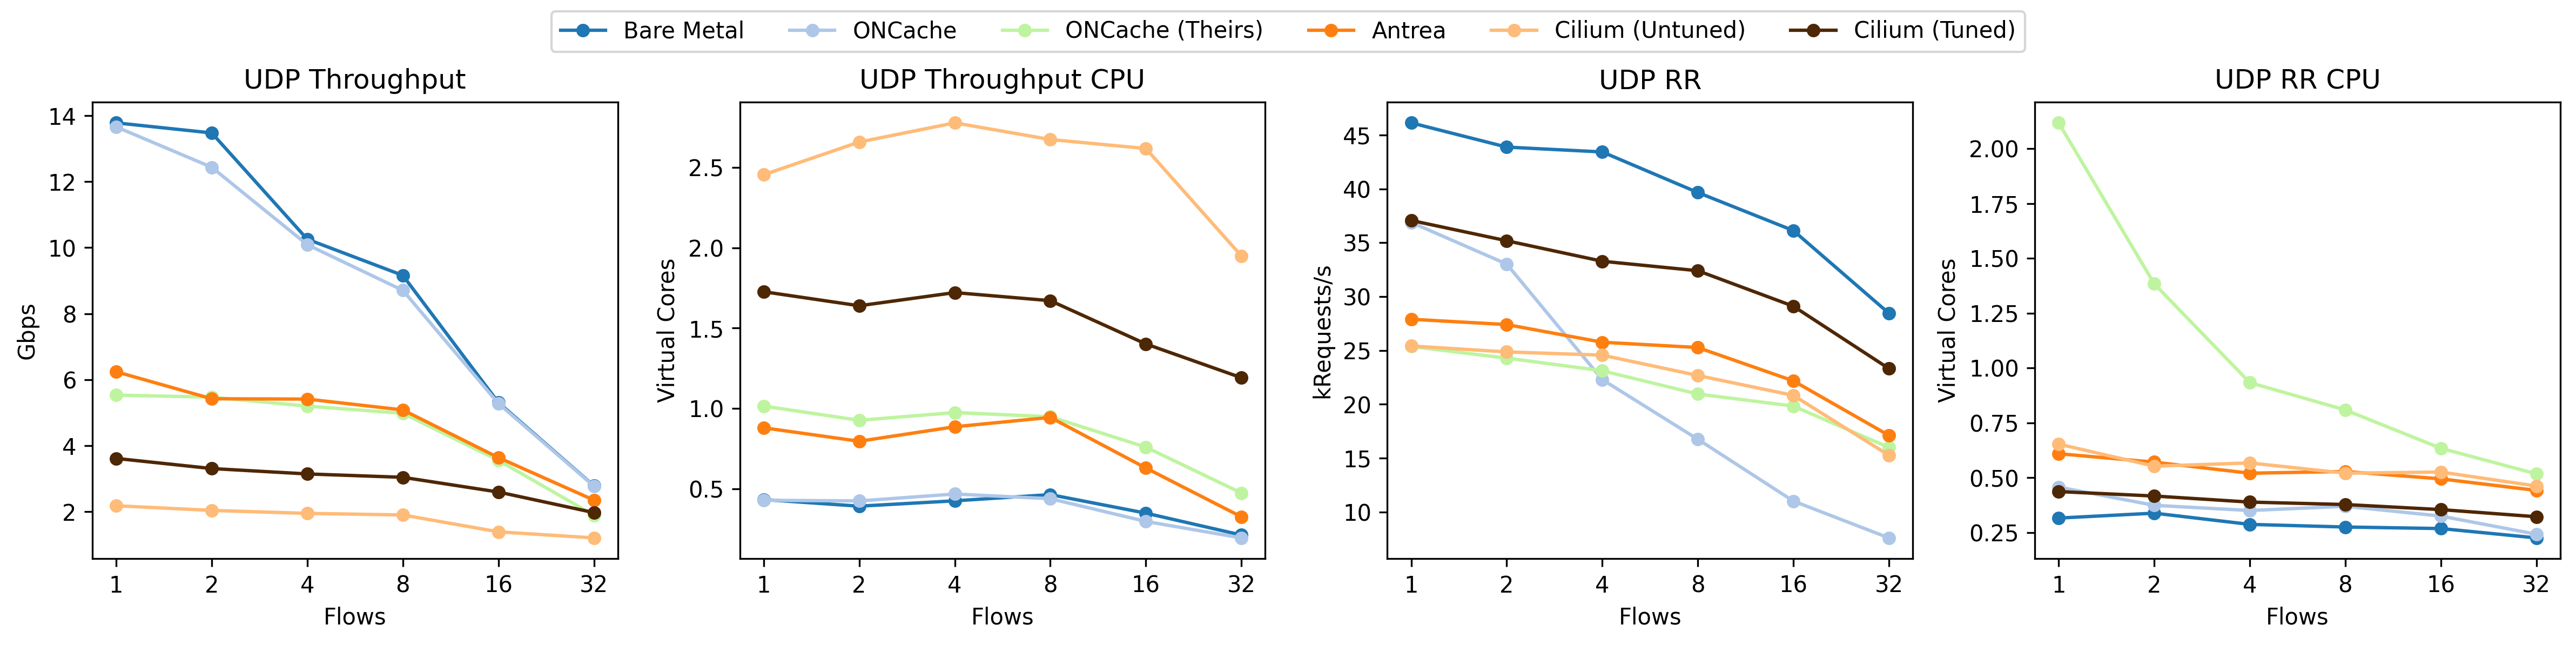 Bare Metal ONCache ONCache (Theirs) Antrea Cilium (Untuned) Cilium (Tuned)
UDP Throughput
14
12
10
8
6
4
2
Gbps
1 2 4 8 16 32
Flows
UDP Throughput CPU
2.5
2.0
1.5
1.0
0.5
Virtual Cores
1 2 4 8 16 32
Flows
UDP RR
45
40
35
30
25
20
15
10
kRequests/s
1 2 4 8 16 32
Flows
UDP RR CPU
2.00
1.75
1.50
1.25
1.00
0.75
0.50
0.25
Virtual Cores
1 2 4 8 16 32
Flows